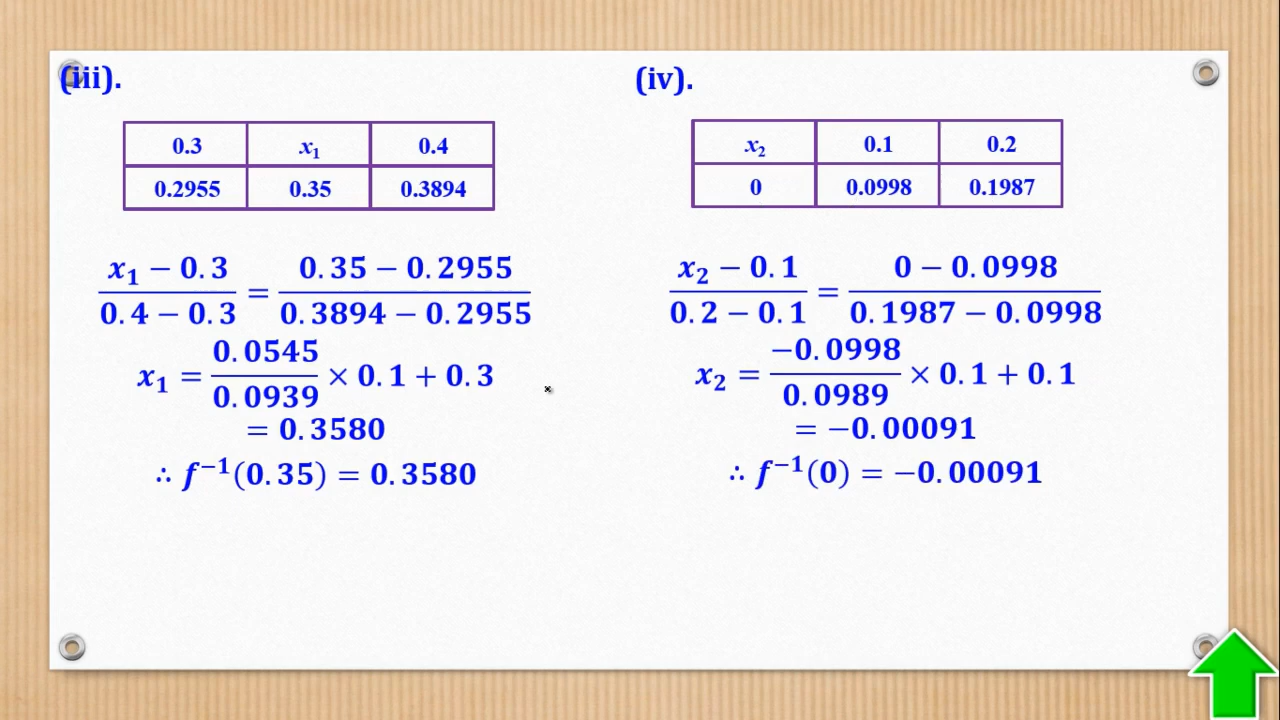 (iii).
0.3 x₁ 0.4
0.2955 0.35 0.3894
(x₁ − 0.3)/(0.4 − 0.3) = (0.35 − 0.2955)/(0.3894 − 0.2955)
x₁ = 0.0545/0.0939 × 0.1 + 0.3
= 0.3580
∴ f⁻¹(0.35) = 0.3580
(iv).
x₂ 0.1 0.2
0 0.0998 0.1987
(x₂ − 0.1)/(0.2 − 0.1) = (0 − 0.0998)/(0.1987 − 0.0998)
x₂ = −0.0998/0.0989 × 0.1 + 0.1
= −0.00091
∴ f⁻¹(0) = −0.00091